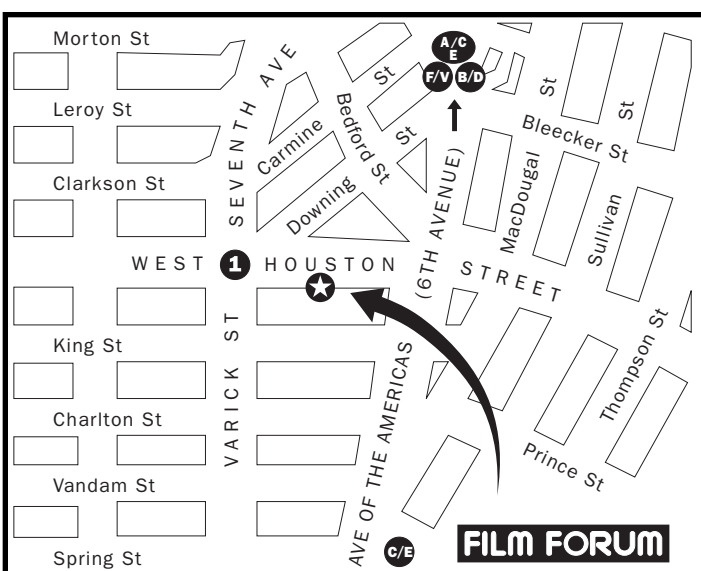 Morton St
Leroy St
Clarkson St
SEVENTH AVE
Carmine St
Bedford St
Downing St
A/C
E
F/V
B/D
(6TH AVENUE)
MacDougal St
Bleecker St
Sullivan St
WEST 1 HOUSTON STREET
King St
Charlton St
Vandam St
Spring St
VARICK ST
AVE OF THE AMERICAS
Thompson St
Prince St
C/E
FILM FORUM